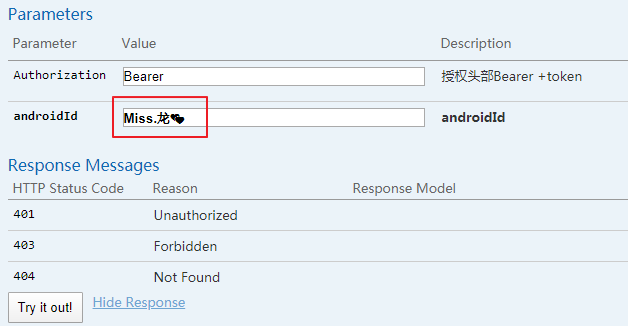 Parameters
Parameter Value Description
Authorization Bearer 授权头部Bearer +token
androidId Miss.龙💕 androidId
Response Messages
HTTP Status Code Reason Response Model
401 Unauthorized
403 Forbidden
404 Not Found
Try it out! Hide Response